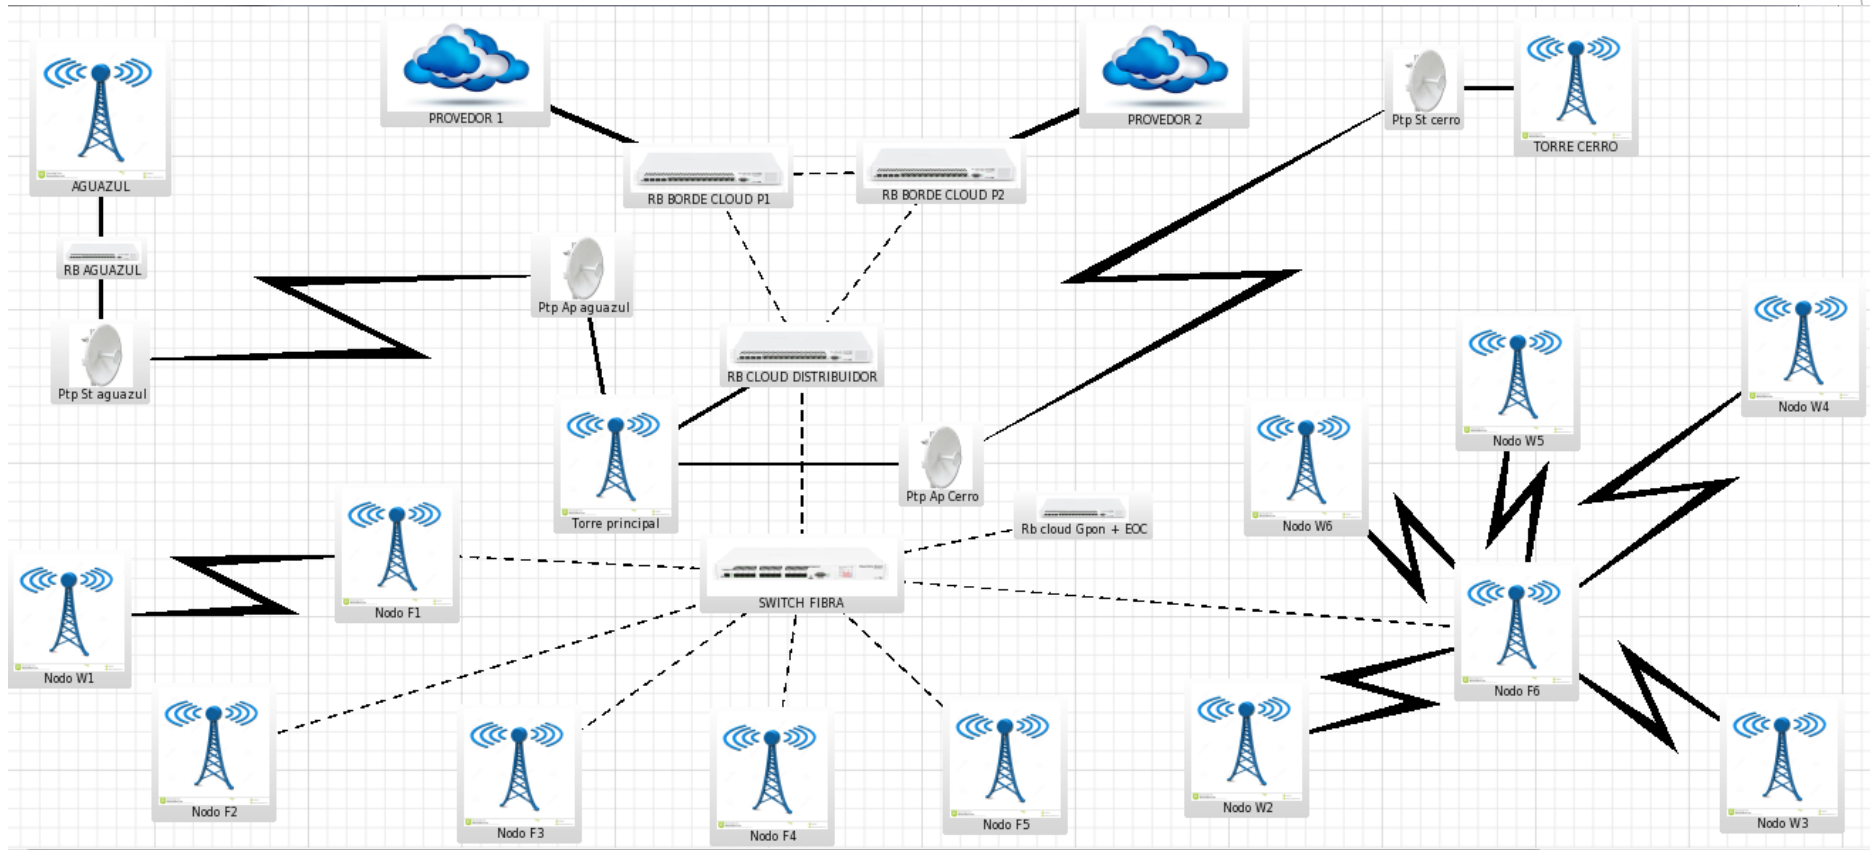 PROVEDOR 1
PROVEDOR 2
Ptp St cerro
TORRE CERRO
AGUAZUL
RB BORDE CLOUD P1
RB BORDE CLOUD P2
RB AGUAZUL
Ptp Ap aguazul
Ptp St aguazul
RB CLOUD DISTRIBUIDOR
Nodo W4
Nodo W5
Ptp Ap Cerro
Torre principal
Rb cloud Gpon + EOC
Nodo W6
SWITCH FIBRA
Nodo F1
Nodo W1
Nodo F6
Nodo F2
Nodo F3
Nodo F4
Nodo F5
Nodo W2
Nodo W3